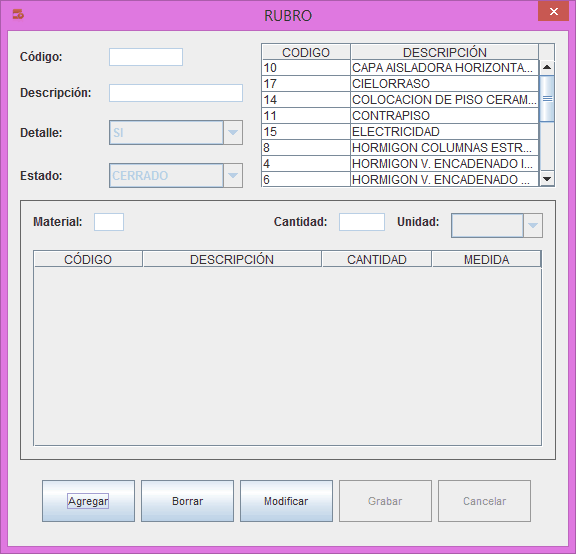 RUBRO
Código:
Descripción:
Detalle: SI
Estado: CERRADO
CODIGO DESCRIPCIÓN
10 CAPA AISLADORA HORIZONTA...
17 CIELORRASO
14 COLOCACION DE PISO CERAM...
11 CONTRAPISO
15 ELECTRICIDAD
8 HORMIGON COLUMNAS ESTR...
4 HORMIGON V. ENCADENADO I...
6 HORMIGON V. ENCADENADO ...
Material: Cantidad: Unidad:
CÓDIGO DESCRIPCIÓN CANTIDAD MEDIDA
Agregar Borrar Modificar Grabar Cancelar